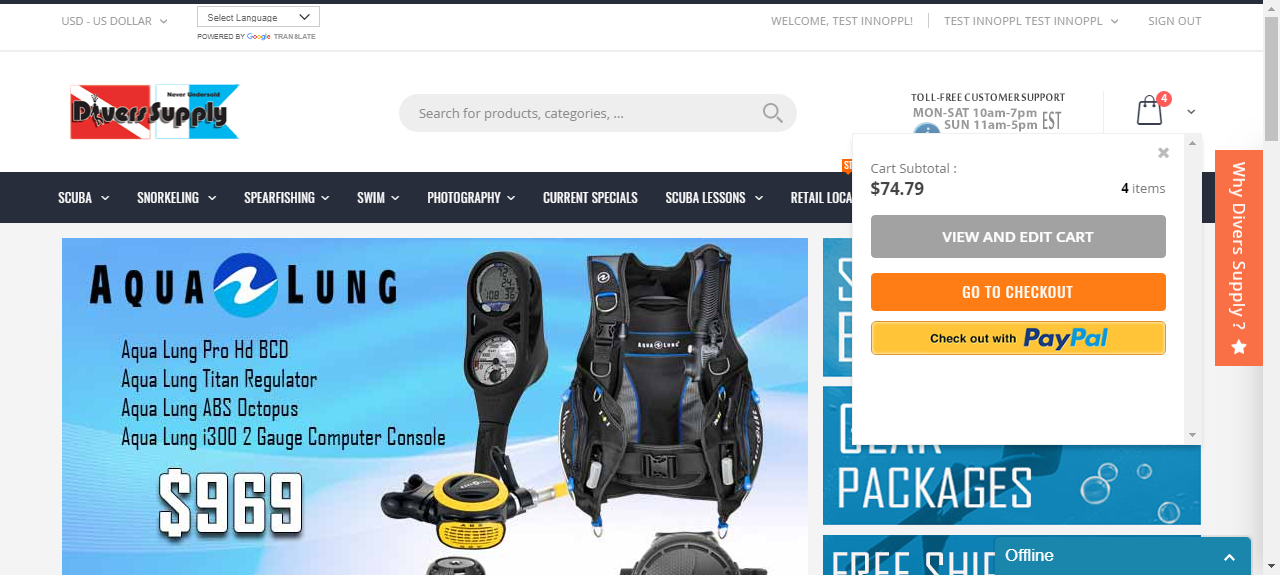 USD - US DOLLAR
Select Language
POWERED BY Google TRANSLATE
WELCOME, TEST INNOPPL!
TEST INNOPPL TEST INNOPPL
SIGN OUT
Never Undersold
Divers Supply
Search for products, categories, ...
TOLL-FREE CUSTOMER SUPPORT
MON-SAT 10am-7pm
SUN 11am-5pm EST
4
SCUBA
SNORKELING
SPEARFISHING
SWIM
PHOTOGRAPHY
CURRENT SPECIALS
SCUBA LESSONS
RETAIL LOCA
Cart Subtotal :
$74.79
4 items
VIEW AND EDIT CART
GO TO CHECKOUT
Check out with PayPal
Why Divers Supply ?
AQUA LUNG
Aqua Lung Pro Hd BCD
Aqua Lung Titan Regulator
Aqua Lung ABS Octopus
Aqua Lung i300 2 Gauge Computer Console
$969
AQUA LUNG
GEAR
PACKAGES
FREE SHIP
Offline